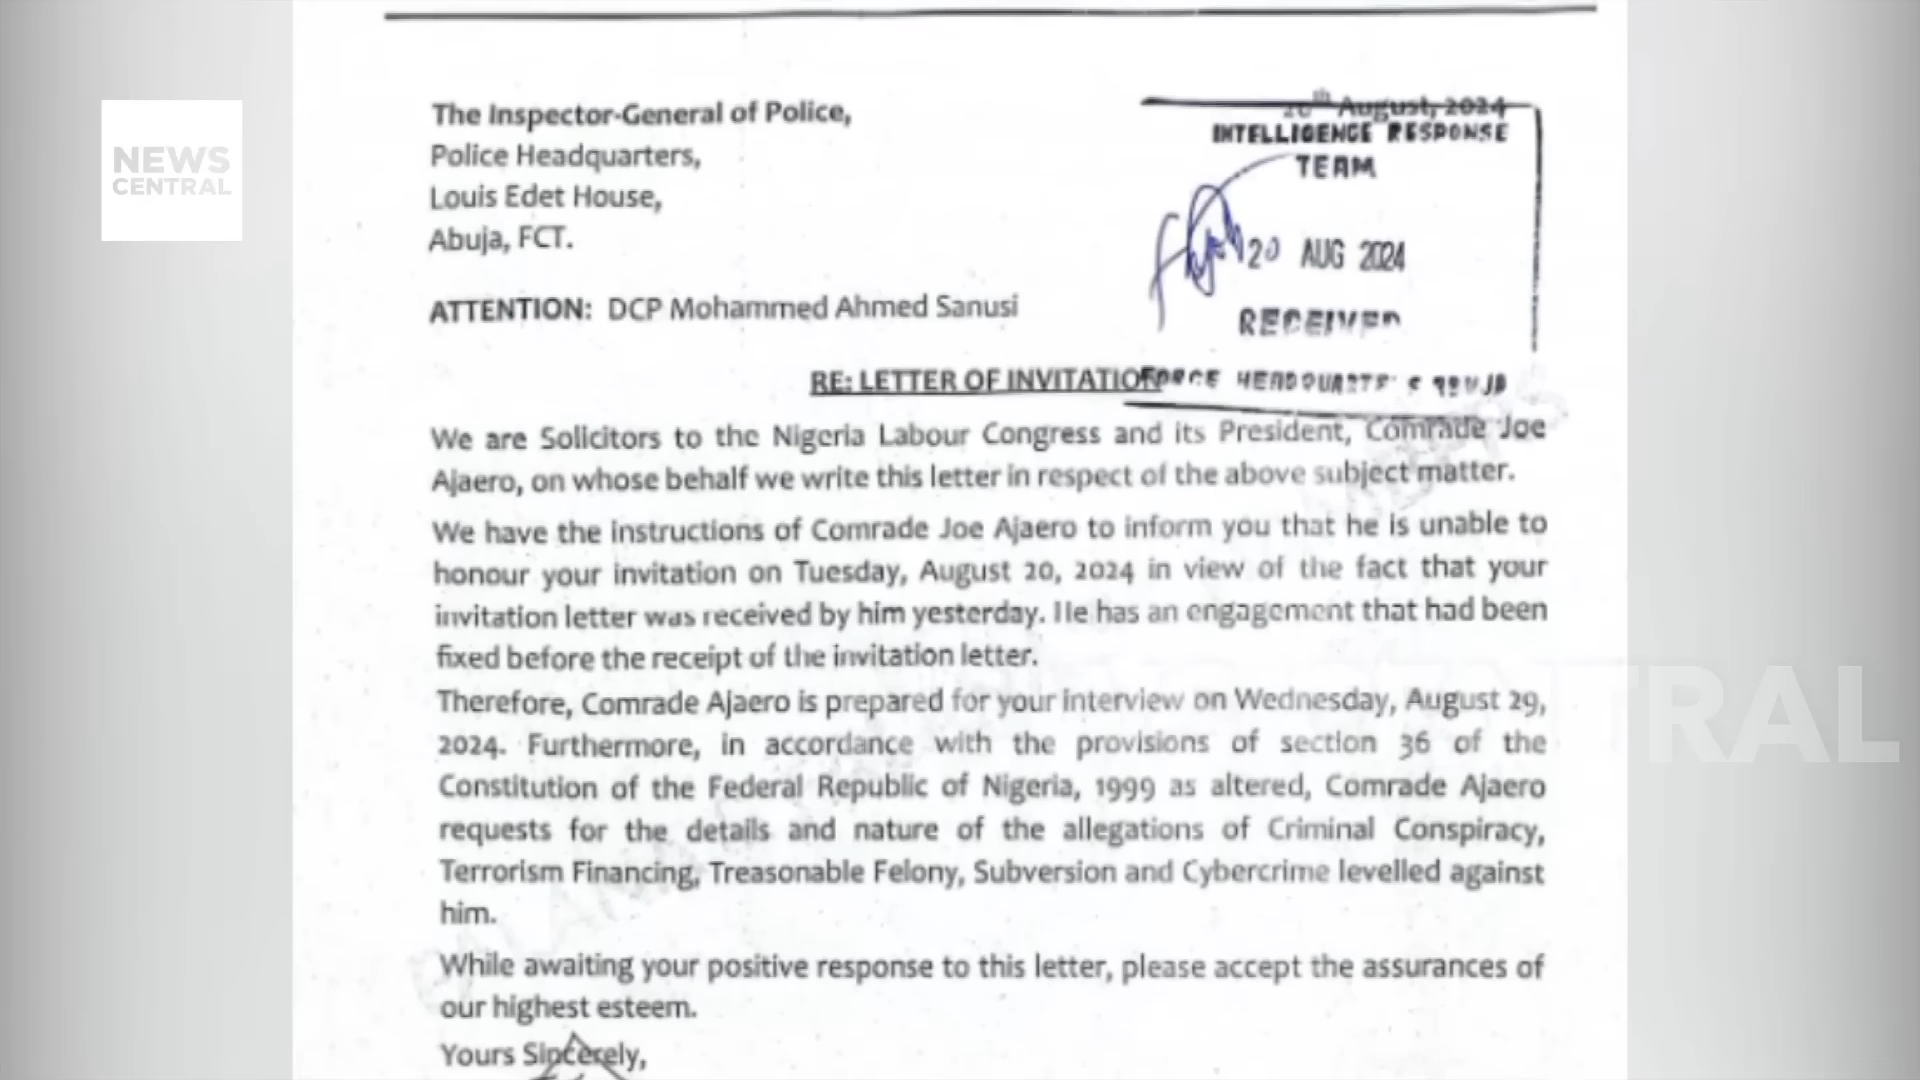 NEWS
CENTRAL
The Inspector-General of Police,
Police Headquarters,
Louis Edet House,
Abuja, FCT.
20th August, 2024
INTELLIGENCE RESPONSE
TEAM
20 AUG 2024
RECEIVED
ATTENTION: DCP Mohammed Ahmed Sanusi
RE: LETTER OF INVITATION
FORCE HEADQUARTERS ABUJA
We are Solicitors to the Nigeria Labour Congress and its President, Comrade Joe
Ajaero, on whose behalf we write this letter in respect of the above subject matter.
We have the instructions of Comrade Joe Ajaero to inform you that he is unable to
honour your invitation on Tuesday, August 20, 2024 in view of the fact that your
invitation letter was received by him yesterday. He has an engagement that had been
fixed before the receipt of the invitation letter.
Therefore, Comrade Ajaero is prepared for your interview on Wednesday, August 29,
2024. Furthermore, in accordance with the provisions of section 36 of the
Constitution of the Federal Republic of Nigeria, 1999 as altered, Comrade Ajaero
requests for the details and nature of the allegations of Criminal Conspiracy,
Terrorism Financing, Treasonable Felony, Subversion and Cybercrime levelled against
him.
While awaiting your positive response to this letter, please accept the assurances of
our highest esteem.
Yours Sincerely,